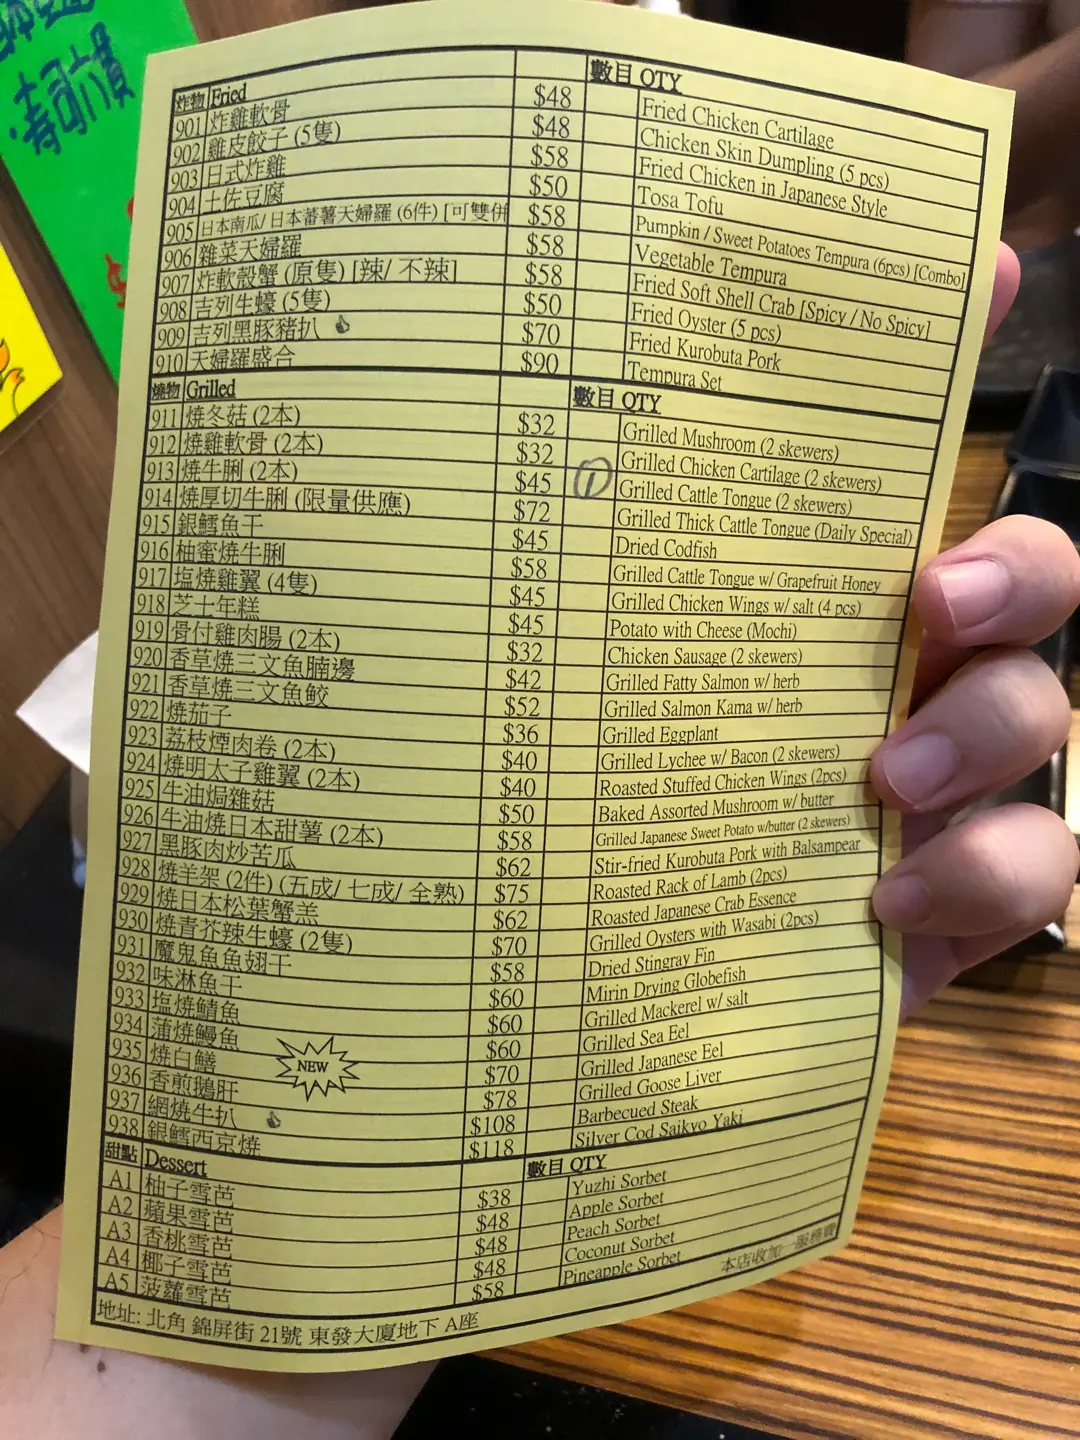 寿司六貫
炸物 Fried 數目 QTY
901 炸雞軟骨 $48 Fried Chicken Cartilage
902 雞皮餃子 (5隻) $48 Chicken Skin Dumpling (5 pcs)
903 日式炸雞 $58 Fried Chicken in Japanese Style
904 土佐豆腐 $50 Tosa Tofu
905 日本南瓜/日本蕃薯天婦羅 (6件) [可雙併 $58 Pumpkin / Sweet Potatoes Tempura (6pcs) [Combo]
906 雜菜天婦羅 $58 Vegetable Tempura
907 炸軟殼蟹 (原隻) [辣/ 不辣] $58 Fried Soft Shell Crab [Spicy / No Spicy]
908 吉列生蠔 (5隻) $50 Fried Oyster (5 pcs)
909 吉列黑豚豬扒 $70 Fried Kurobuta Pork
910 天婦羅盛合 $90 Tempura Set
燒物 Grilled 數目 QTY
911 燒冬菇 (2本) $32 Grilled Mushroom (2 skewers)
912 燒雞軟骨 (2本) $32 Grilled Chicken Cartilage (2 skewers)
913 燒牛脷 (2本) $45 1 Grilled Cattle Tongue (2 skewers)
914 燒厚切牛脷 (限量供應) $72 Grilled Thick Cattle Tongue (Daily Special)
915 銀鱈魚干 $45 Dried Codfish
916 柚蜜燒牛脷 $58 Grilled Cattle Tongue w/ Grapefruit Honey
917 塩燒雞翼 (4隻) $45 Grilled Chicken Wings w/ salt (4 pcs)
918 芝士年糕 $45 Potato with Cheese (Mochi)
919 骨付雞肉腸 (2本) $32 Chicken Sausage (2 skewers)
920 香草燒三文魚腩邊 $42 Grilled Fatty Salmon w/ herb
921 香草燒三文魚鮫 $52 Grilled Salmon Kama w/ herb
922 燒茄子 $36 Grilled Eggplant
923 荔枝煙肉卷 (2本) $40 Grilled Lychee w/ Bacon (2 skewers)
924 燒明太子雞翼 (2本) $40 Roasted Stuffed Chicken Wings (2pcs)
925 牛油焗雜菇 $50 Baked Assorted Mushroom w/ butter
926 牛油燒日本甜薯 (2本) $58 Grilled Japanese Sweet Potato w/butter (2 skewers)
927 黑豚肉炒苦瓜 $62 Stir-fried Kurobuta Pork with Balsampear
928 燒羊架 (2件) (五成/ 七成/ 全熟) $75 Roasted Rack of Lamb (2pcs)
929 燒日本松葉蟹羔 $62 Roasted Japanese Crab Essence
930 燒青芥辣生蠔 (2隻) $70 Grilled Oysters with Wasabi (2pcs)
931 魔鬼魚魚翅干 $58 Dried Stingray Fin
932 味淋魚干 $60 Mirin Drying Globefish
933 塩燒鯖魚 $60 Grilled Mackerel w/ salt
934 蒲燒鰻魚 $60 Grilled Sea Eel
935 燒白鱔 NEW $70 Grilled Japanese Eel
936 香煎鵝肝 $78 Grilled Goose Liver
937 網燒牛扒 $108 Barbecued Steak
938 銀鱈西京燒 $118 Silver Cod Saikyo Yaki
甜點 Dessert 數目 QTY
A1 柚子雪芭 $38 Yuzhi Sorbet
A2 蘋果雪芭 $48 Apple Sorbet
A3 香桃雪芭 $48 Peach Sorbet
A4 椰子雪芭 $48 Coconut Sorbet
A5 菠蘿雪芭 $58 Pineapple Sorbet
本店收加一服務費
地址: 北角 錦屏街 21號 東發大廈地下 A座